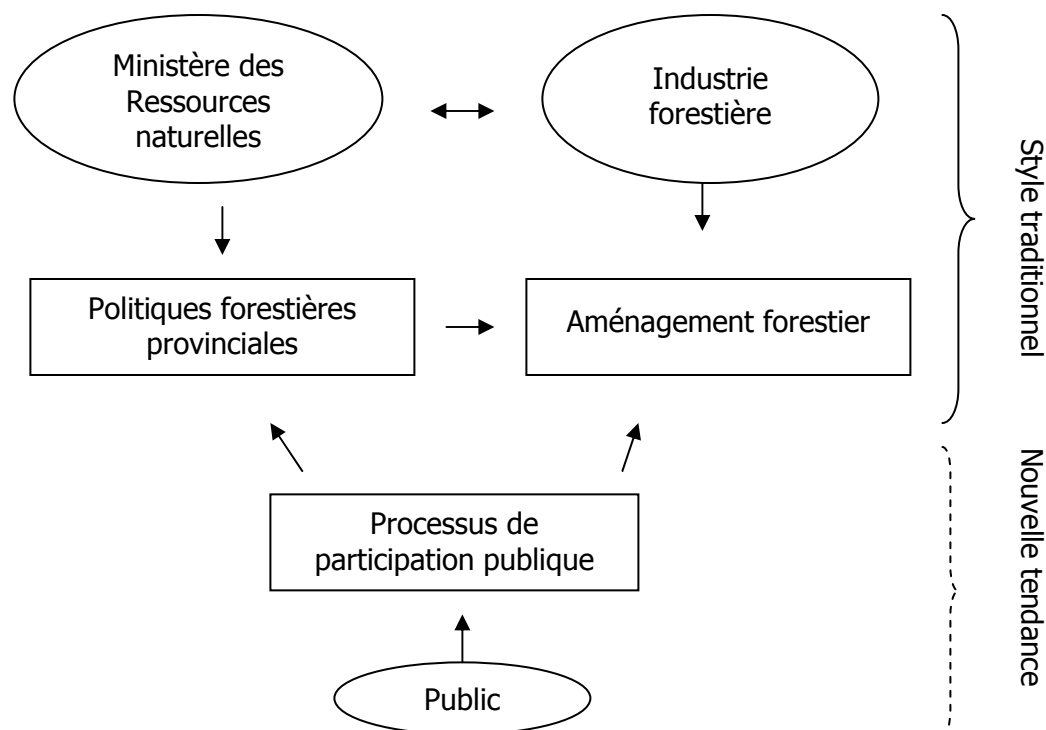 Ministère des
Ressources
naturelles
Industrie
forestière
Style traditionnel
Politiques forestières
provinciales
Aménagement forestier
Nouvelle tendance
Processus de
participation publique
Public